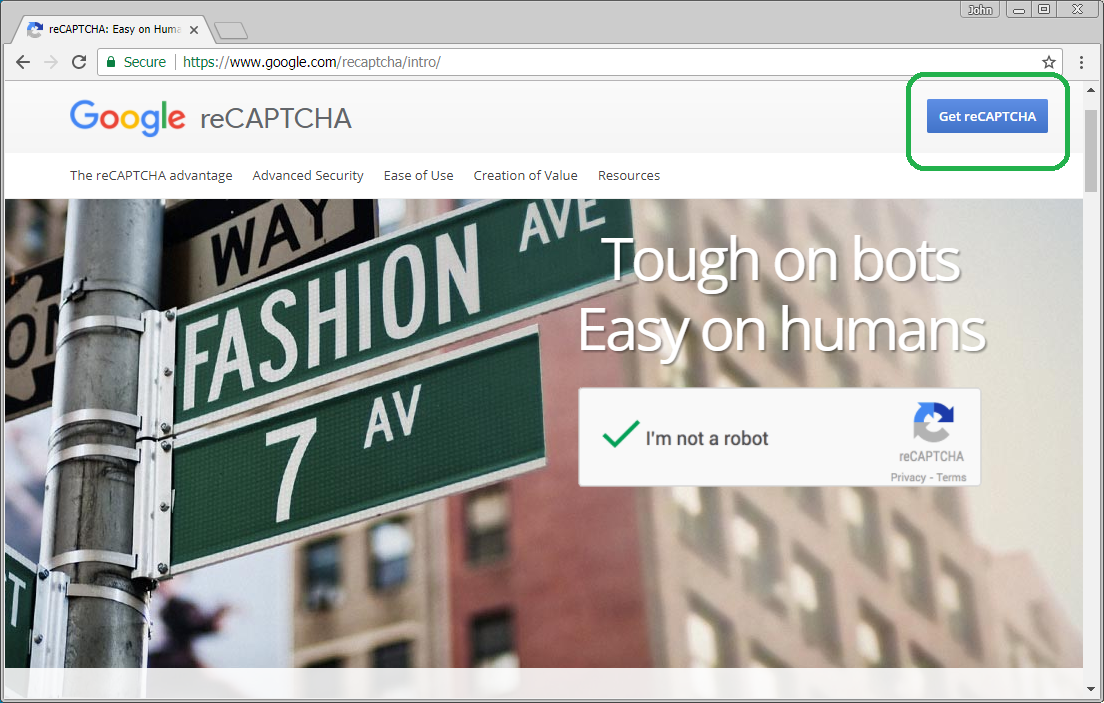 John
reCAPTCHA: Easy on Huma
Secure https://www.google.com/recaptcha/intro/
Google reCAPTCHA
Get reCAPTCHA
The reCAPTCHA advantage Advanced Security Ease of Use Creation of Value Resources
WAY
FASHION AVE
7 AV
Tough on bots
Easy on humans
I'm not a robot
reCAPTCHA
Privacy - Terms